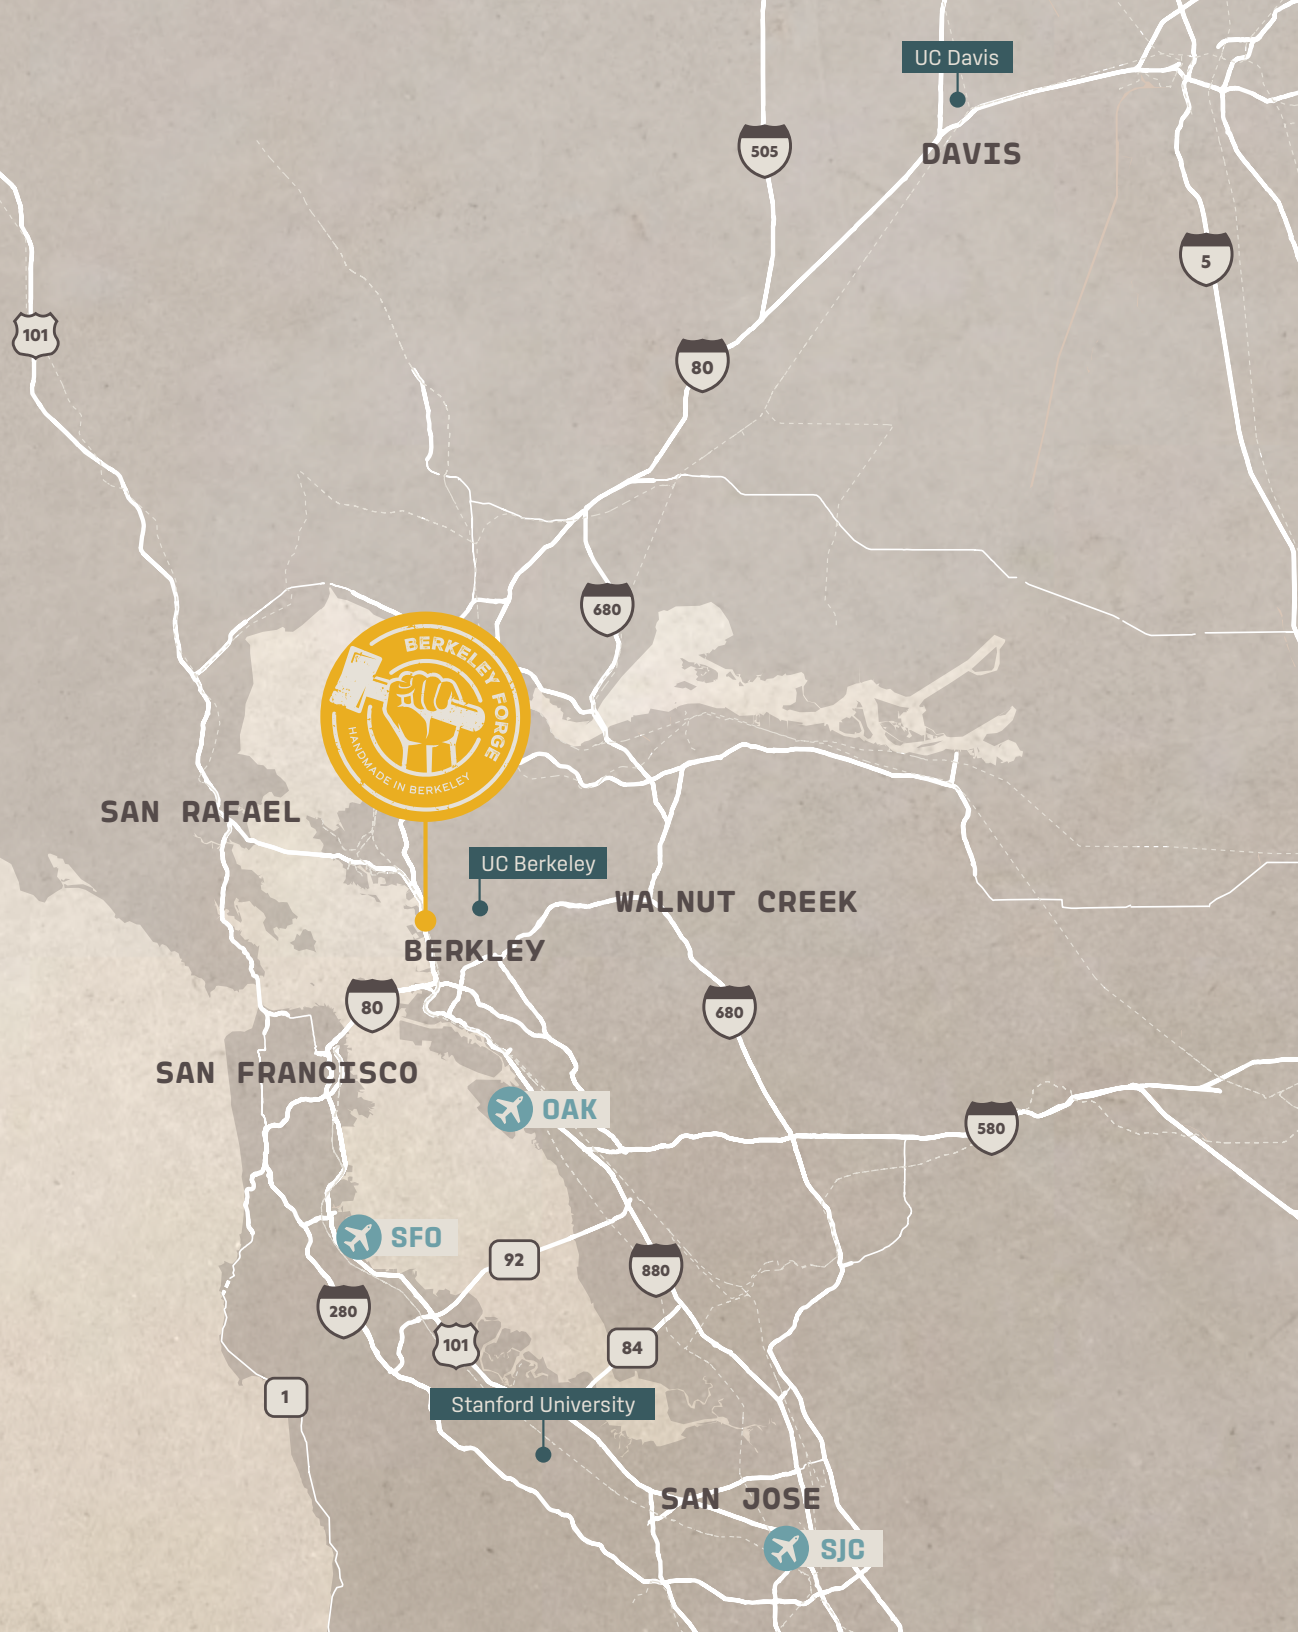 UC Davis
505
DAVIS
5
101
80
680
BERKELEY FORGE
HANDMADE IN BERKELEY
SAN RAFAEL
UC Berkeley
WALNUT CREEK
BERKLEY
80
680
SAN FRANCISCO
OAK
580
SFO
92
880
280
101
84
1
Stanford University
SAN JOSE
SJC